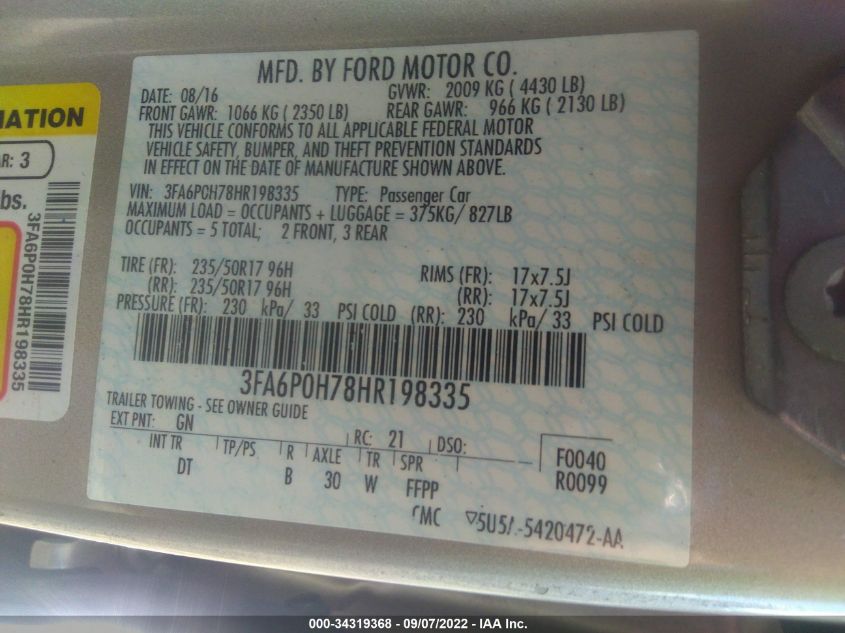 MFD. BY FORD MOTOR CO.
DATE: 08/16
GVWR: 2009 KG ( 4430 LB)
FRONT GAWR: 1066 KG ( 2350 LB)
REAR GAWR: 966 KG ( 2130 LB)
THIS VEHICLE CONFORMS TO ALL APPLICABLE FEDERAL MOTOR
VEHICLE SAFETY, BUMPER, AND THEFT PREVENTION STANDARDS
IN EFFECT ON THE DATE OF MANUFACTURE SHOWN ABOVE.
VIN: 3FA6P0H78HR198335 TYPE: Passenger Car
MAXIMUM LOAD = OCCUPANTS + LUGGAGE = 375KG/ 827LB
OCCUPANTS = 5 TOTAL; 2 FRONT, 3 REAR
TIRE (FR): 235/50R17 96H RIMS (FR): 17x7.5J
(RR): 235/50R17 96H (RR): 17x7.5J
PRESSURE (FR): 230 kPa/ 33 PSI COLD (RR): 230 kPa/ 33 PSI COLD
3FA6P0H78HR198335
TRAILER TOWING - SEE OWNER GUIDE
EXT PNT: GN RC: 21 DSO:
INT TR TP/PS R AXLE TR SPR F0040
DT B 30 W FFPP R0099
5420472-AA
MATION
R: 3
bs.
3FA6P0H78HR198335
000-34319368 - 09/07/2022 - IAA Inc.